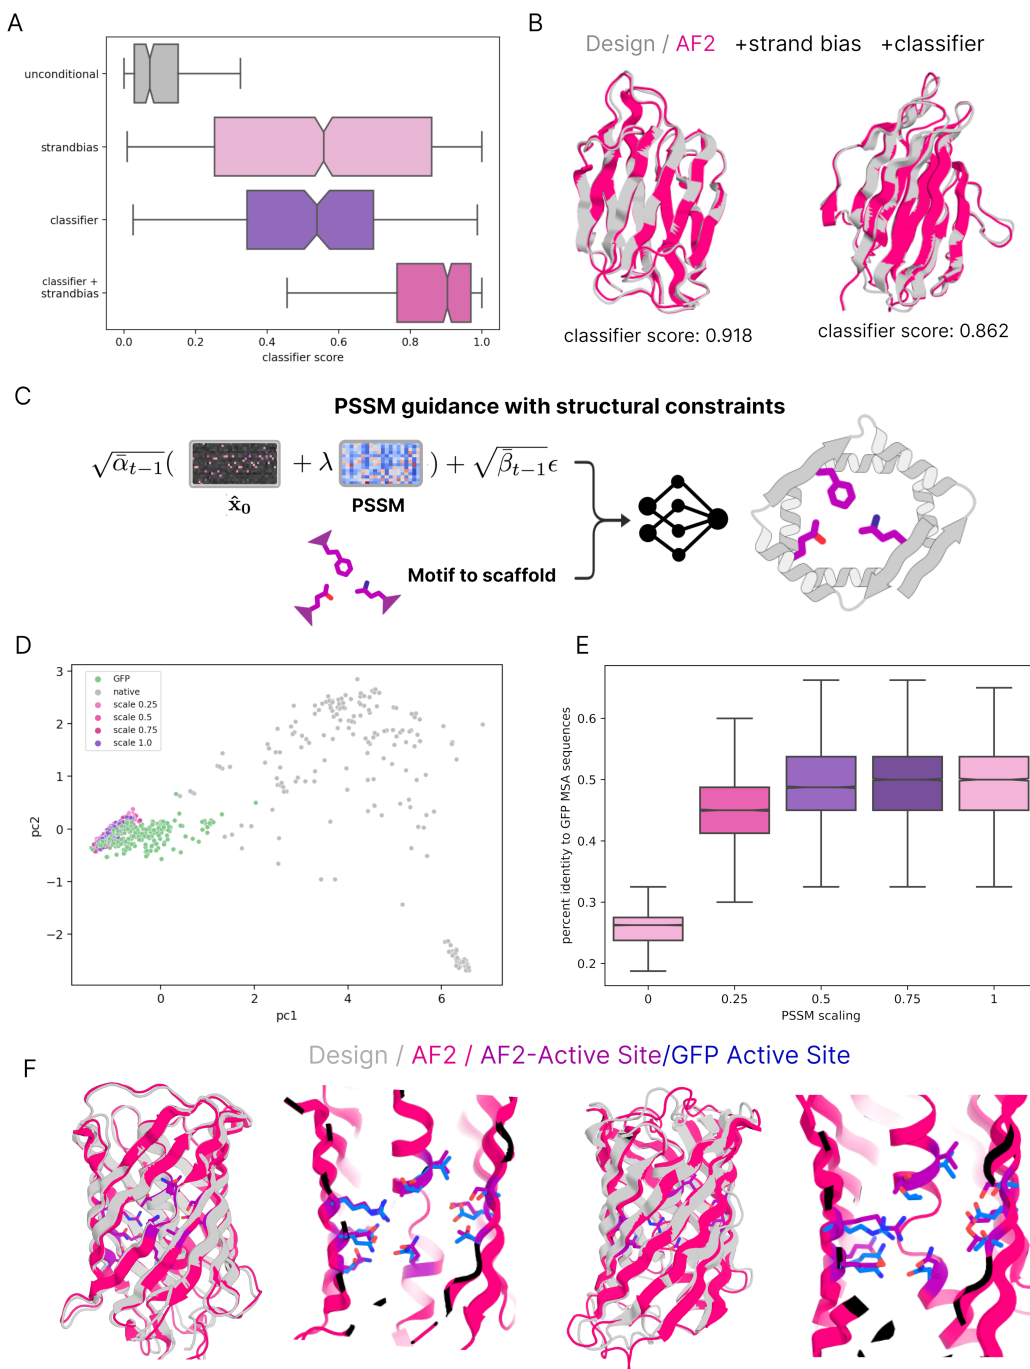 A
unconditional
strandbias
classifier
classifier +
strandbias
0.0 0.2 0.4 0.6 0.8 1.0
classifier score
B
Design / AF2 +strand bias +classifier
classifier score: 0.918
classifier score: 0.862
C
PSSM guidance with structural constraints
√ᾱ_{t−1}( + λ ) + √β̄_{t−1}ϵ
x̂₀
PSSM
Motif to scaffold
D
GFP
native
scale 0.25
scale 0.5
scale 0.75
scale 1.0
3
2
1
0
−1
−2
pc2
0 2 4 6
pc1
E
0.6
0.5
0.4
0.3
0.2
percent identity to GFP MSA sequences
0 0.25 0.5 0.75 1
PSSM scaling
F
Design / AF2 / AF2-Active Site/GFP Active Site